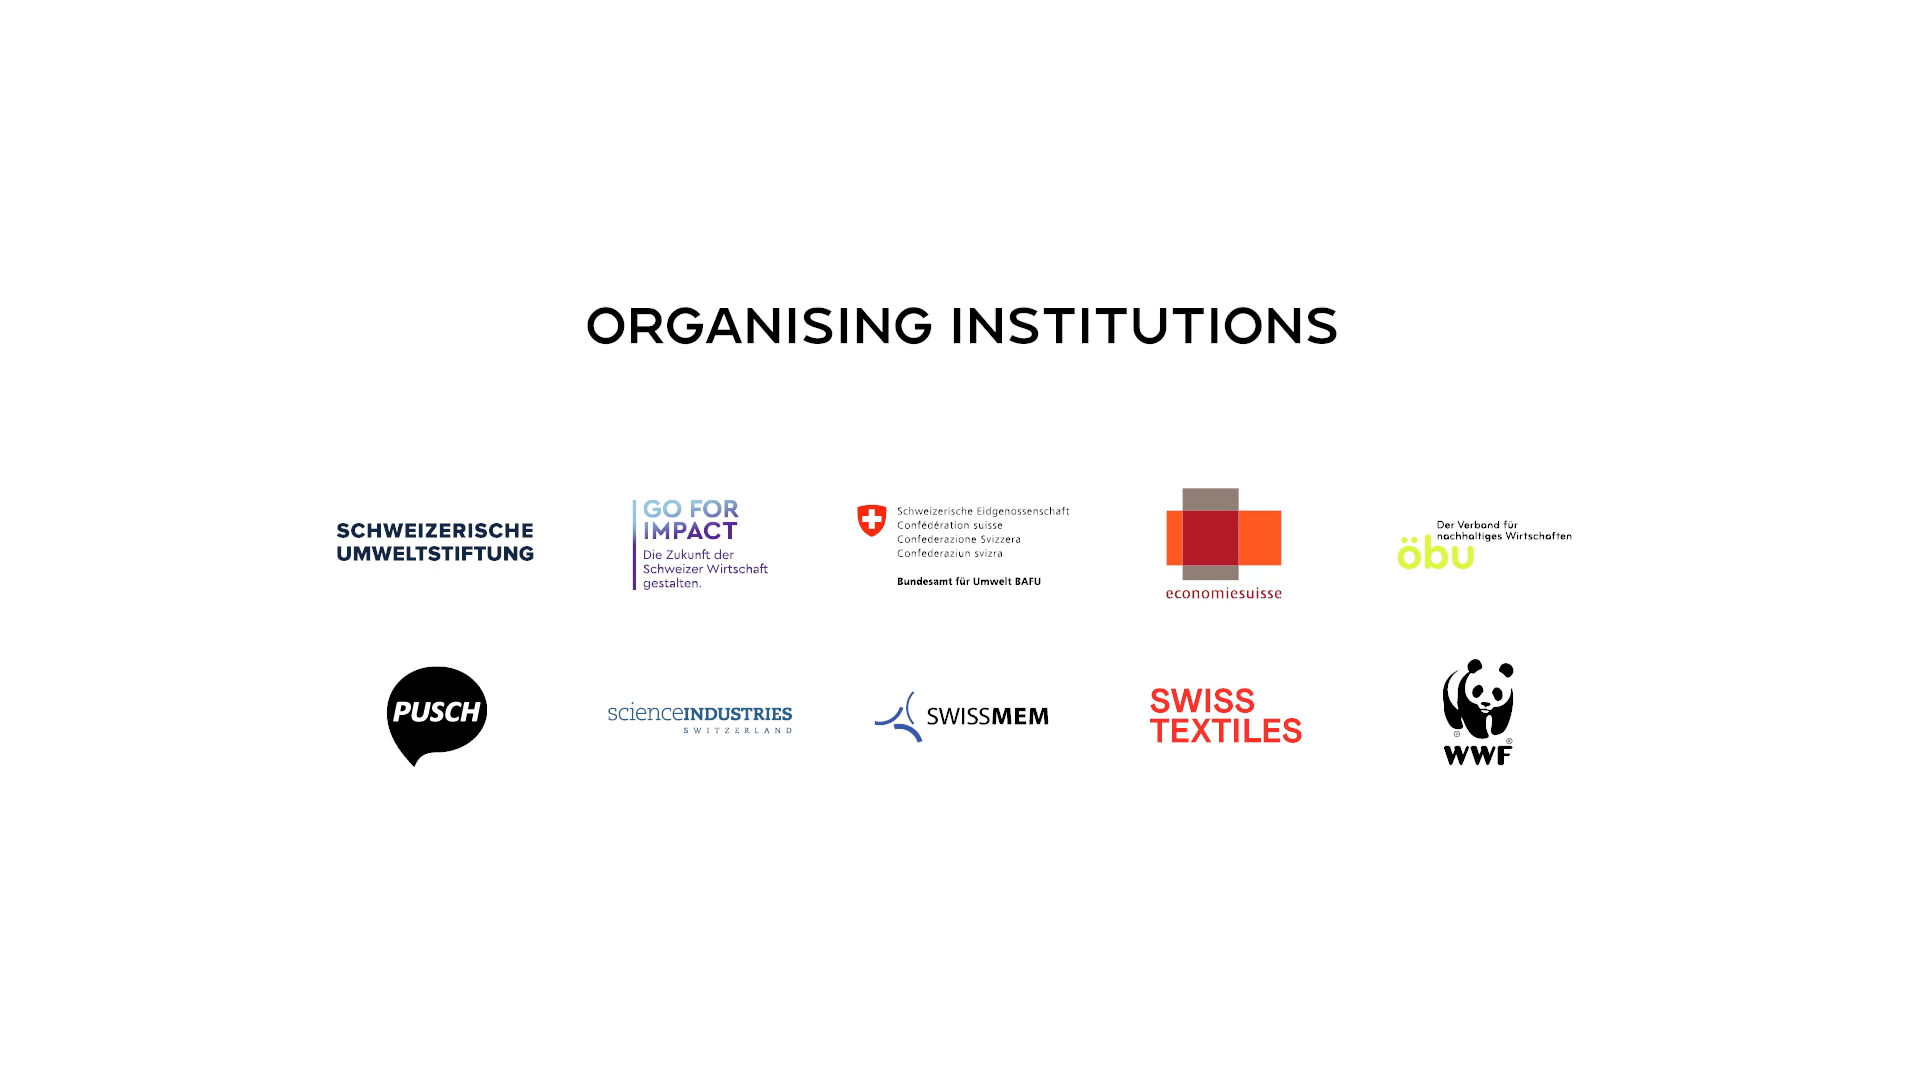 ORGANISING INSTITUTIONS
SCHWEIZERISCHE
UMWELTSTIFTUNG
GO FOR
IMPACT
Die Zukunft der
Schweizer Wirtschaft
gestalten.
Schweizerische Eidgenossenschaft
Confédération suisse
Confederazione Svizzera
Confederaziun svizra
Bundesamt für Umwelt BAFU
economiesuisse
Der Verband für
nachhaltiges Wirtschaften
öbu
PUSCH
scienceINDUSTRIES
SWITZERLAND
SWISSMEM
SWISS
TEXTILES
® ®
WWF